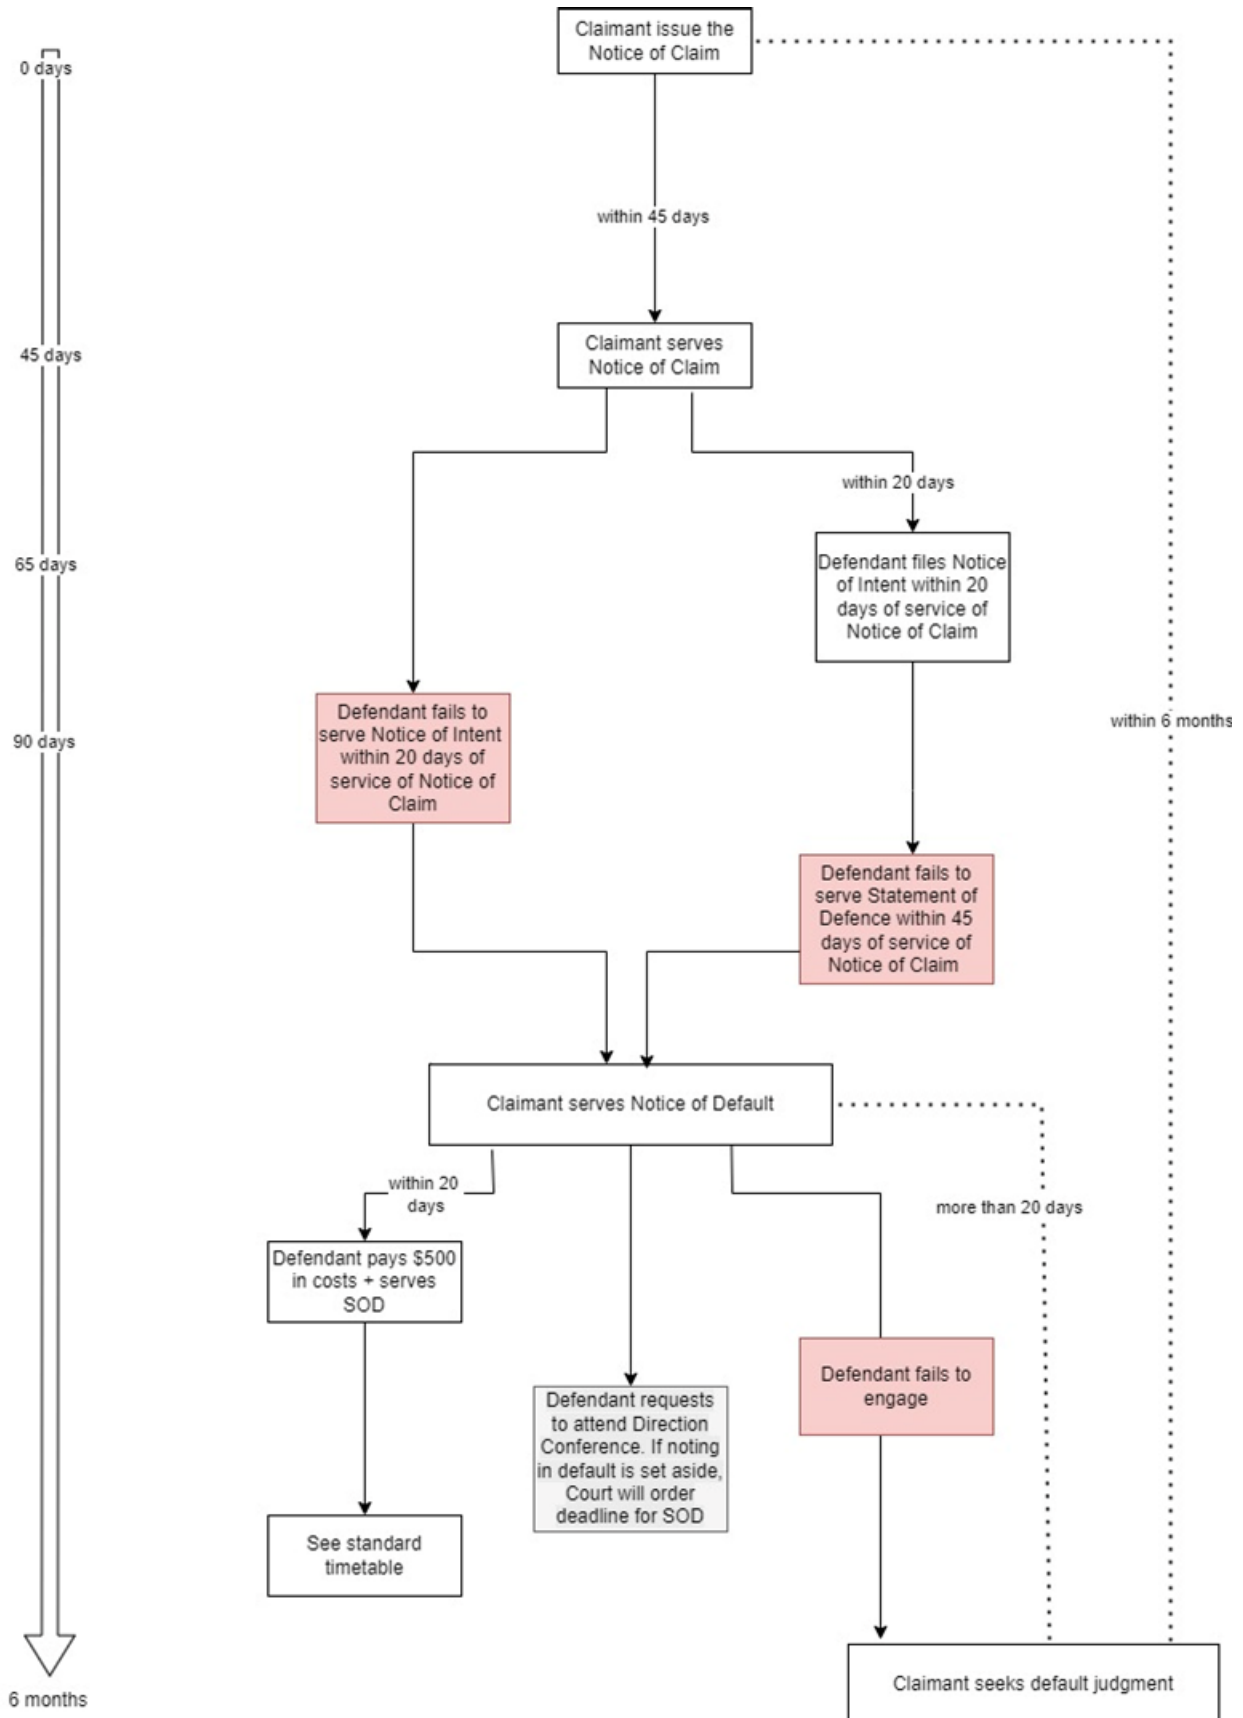 Claimant issue the
Notice of Claim
0 days
within 45 days
Claimant serves
Notice of Claim
45 days
within 20 days
Defendant files Notice
of Intent within 20
days of service of
Notice of Claim
65 days
Defendant fails to
serve Notice of Intent
within 20 days of
service of Notice of
Claim
within 6 months
90 days
Defendant fails to
serve Statement of
Defence within 45
days of service of
Notice of Claim
Claimant serves Notice of Default
within 20
days
more than 20 days
Defendant pays $500
in costs + serves
SOD
Defendant requests
to attend Direction
Conference. If noting
in default is set aside,
Court will order
deadline for SOD
Defendant fails to
engage
See standard
timetable
Claimant seeks default judgment
6 months